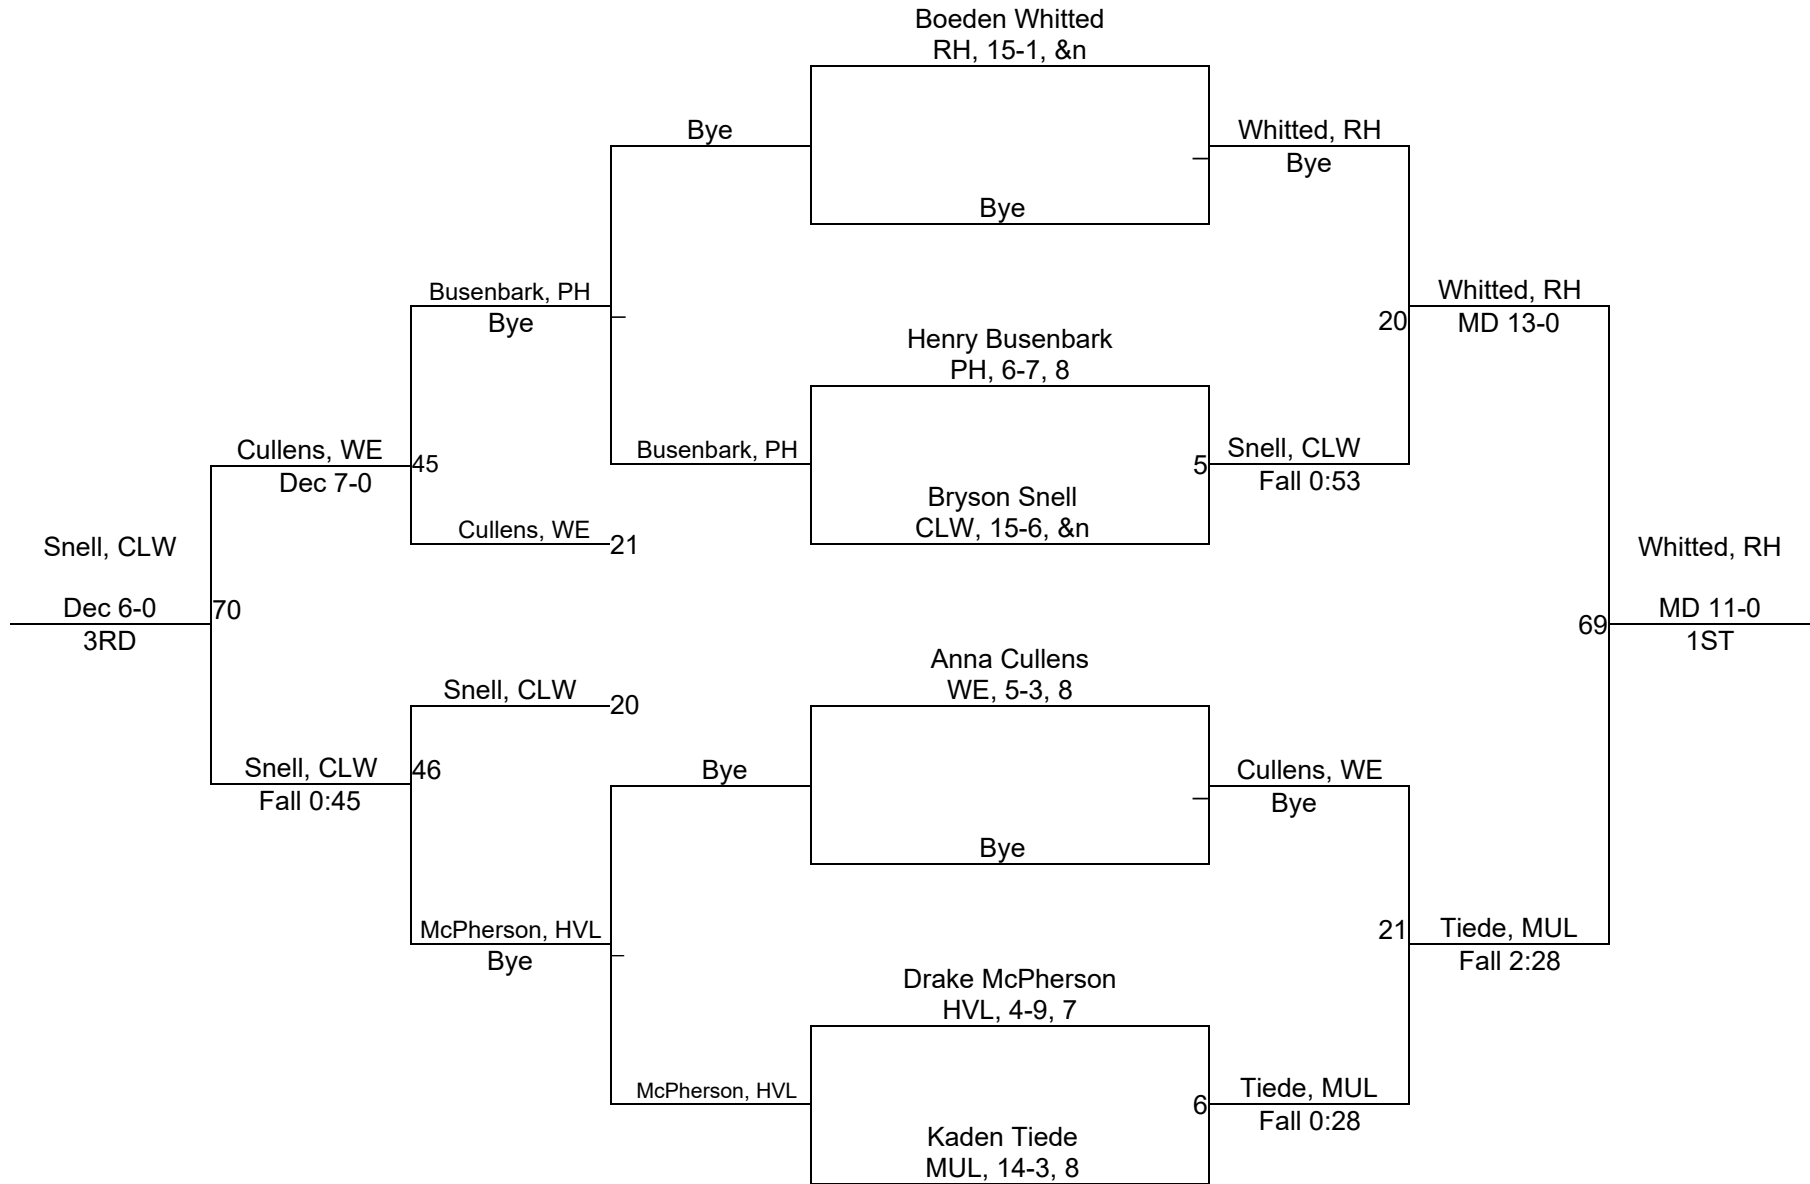 Boeden Whitted
RH, 15-1, &n
Bye
Whitted, RH
Bye
Bye
Busenbark, PH
Bye
Whitted, RH
20
MD 13-0
Henry Busenbark
PH, 6-7, 8
Cullens, WE
45
Dec 7-0
Busenbark, PH
5
Snell, CLW
Fall 0:53
Bryson Snell
CLW, 15-6, &n
Cullens, WE
21
Snell, CLW
Dec 6-0
3RD
70
Whitted, RH
69
MD 11-0
1ST
Anna Cullens
WE, 5-3, 8
Snell, CLW
20
Snell, CLW
46
Fall 0:45
Bye
Cullens, WE
Bye
Bye
McPherson, HVL
Bye
21
Tiede, MUL
Fall 2:28
Drake McPherson
HVL, 4-9, 7
McPherson, HVL
6
Tiede, MUL
Fall 0:28
Kaden Tiede
MUL, 14-3, 8